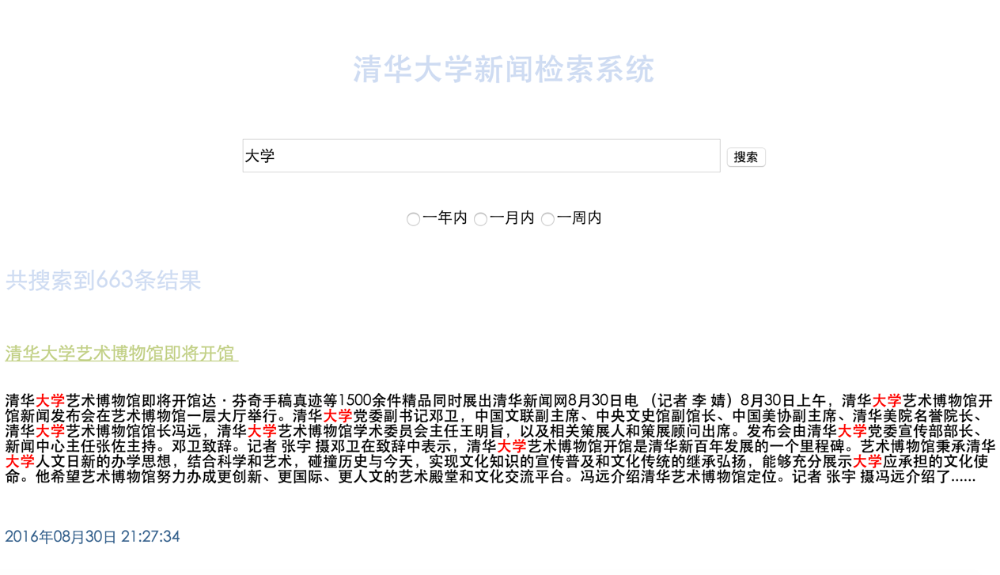 清华大学新闻检索系统
大学 搜索
一年内 一月内 一周内
共搜索到663条结果
清华大学艺术博物馆即将开馆
清华大学艺术博物馆即将开馆达·芬奇手稿真迹等1500余件精品同时展出清华新闻网8月30日电 （记者 李 婧）8月30日上午，清华大学艺术博物馆开
馆新闻发布会在艺术博物馆一层大厅举行。清华大学党委副书记邓卫，中国文联副主席、中央文史馆副馆长、中国美协副主席、清华美院名誉院长、
清华大学艺术博物馆馆长冯远，清华大学艺术博物馆学术委员会主任王明旨，以及相关策展人和策展顾问出席。发布会由清华大学党委宣传部部长、
新闻中心主任张佐主持。邓卫致辞。记者 张宇 摄邓卫在致辞中表示，清华大学艺术博物馆开馆是清华新百年发展的一个里程碑。艺术博物馆秉承清华
大学人文日新的办学思想，结合科学和艺术，碰撞历史与今天，实现文化知识的宣传普及和文化传统的继承弘扬，能够充分展示大学应承担的文化使
命。他希望艺术博物馆努力办成更创新、更国际、更人文的艺术殿堂和文化交流平台。冯远介绍清华艺术博物馆定位。记者 张宇 摄冯远介绍了......
2016年08月30日 21:27:34